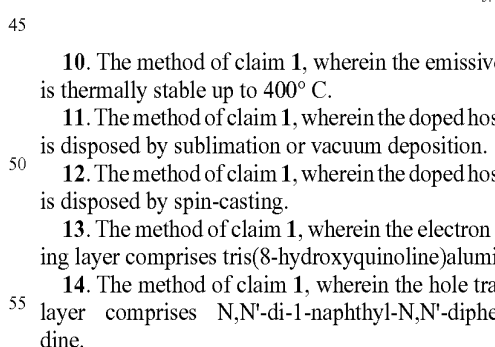 45
10. The method of claim 1, wherein the emissiv
is thermally stable up to 400° C.
11. The method of claim 1, wherein the doped hos
is disposed by sublimation or vacuum deposition.
50
12. The method of claim 1, wherein the doped hos
is disposed by spin-casting.
13. The method of claim 1, wherein the electron
ing layer comprises tris(8-hydroxyquinoline)alumi
14. The method of claim 1, wherein the hole tra
55
layer comprises N,N'-di-1-naphthyl-N,N'-diphe
dine.